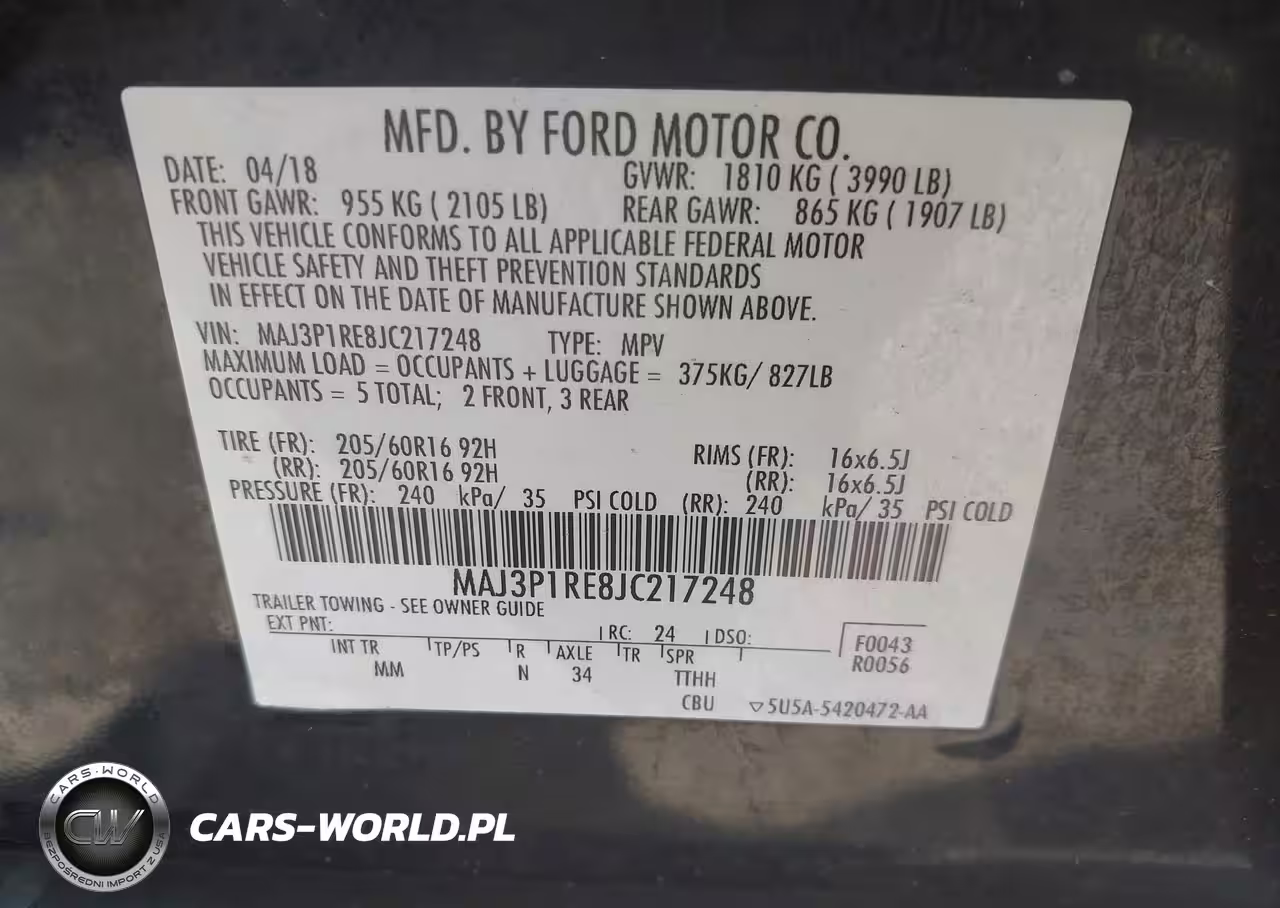 MFD. BY FORD MOTOR CO.
DATE: 04/18 GVWR: 1810 KG ( 3990 LB)
FRONT GAWR: 955 KG ( 2105 LB) REAR GAWR: 865 KG ( 1907 LB)
THIS VEHICLE CONFORMS TO ALL APPLICABLE FEDERAL MOTOR
VEHICLE SAFETY AND THEFT PREVENTION STANDARDS
IN EFFECT ON THE DATE OF MANUFACTURE SHOWN ABOVE.
VIN: MAJ3P1RE8JC217248 TYPE: MPV
MAXIMUM LOAD = OCCUPANTS + LUGGAGE = 375KG/ 827LB
OCCUPANTS = 5 TOTAL; 2 FRONT, 3 REAR
TIRE (FR): 205/60R16 92H RIMS (FR): 16x6.5J
(RR): 205/60R16 92H (RR): 16x6.5J
PRESSURE (FR): 240 kPa/ 35 PSI COLD (RR): 240 kPa/ 35 PSI COLD
MAJ3P1RE8JC217248
TRAILER TOWING - SEE OWNER GUIDE
EXT PNT: RC: 24 DSO:
INT TR TP/PS R AXLE TR SPR
MM N 34 TTHH
F0043
R0056
CBU 5U5A-5420472-AA
CARS-WORLD
CW
BEZPOŚREDNI IMPORT Z USA
CARS-WORLD.PL